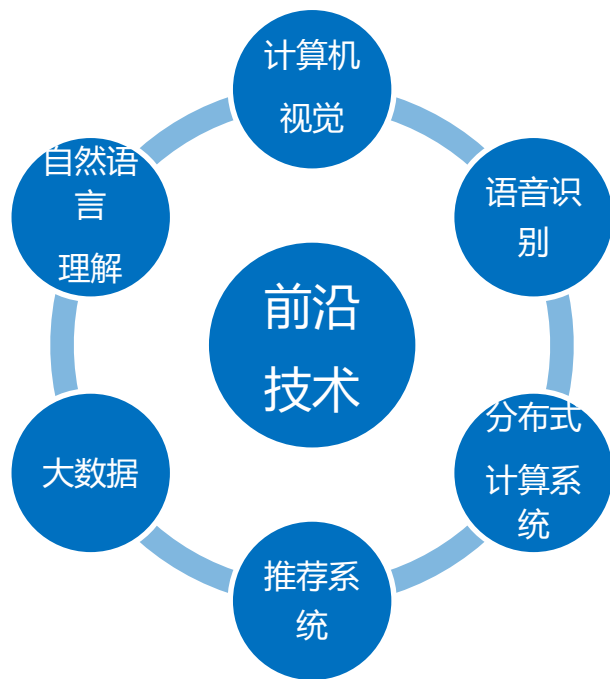 计算机
视觉
语音识
别
分布式
计算系
统
推荐系
统
大数据
自然语
言
理解
前沿
技术